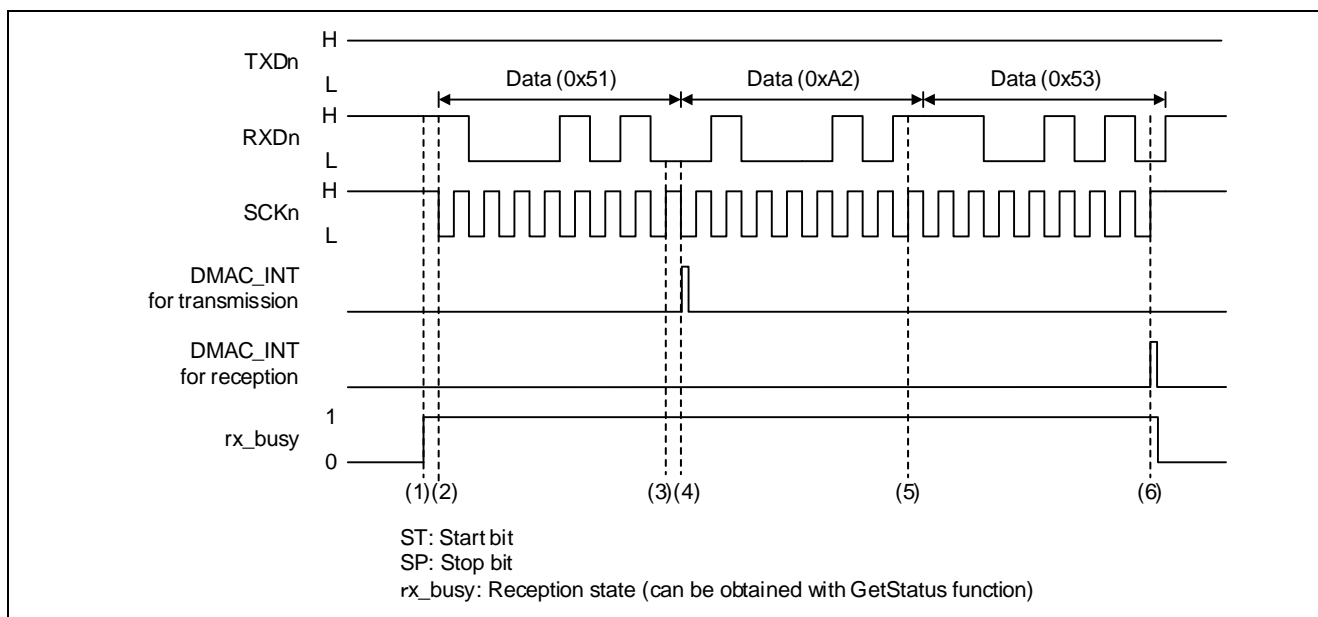 H
TXDn
L
Data (0x51) Data (0xA2) Data (0x53)
H
RXDn
L
H
SCKn
L
DMAC_INT
for transmission
DMAC_INT
for reception
1
rx_busy
0
(1) (2) (3) (4) (5) (6)
ST: Start bit
SP: Stop bit
rx_busy: Reception state (can be obtained with GetStatus function)